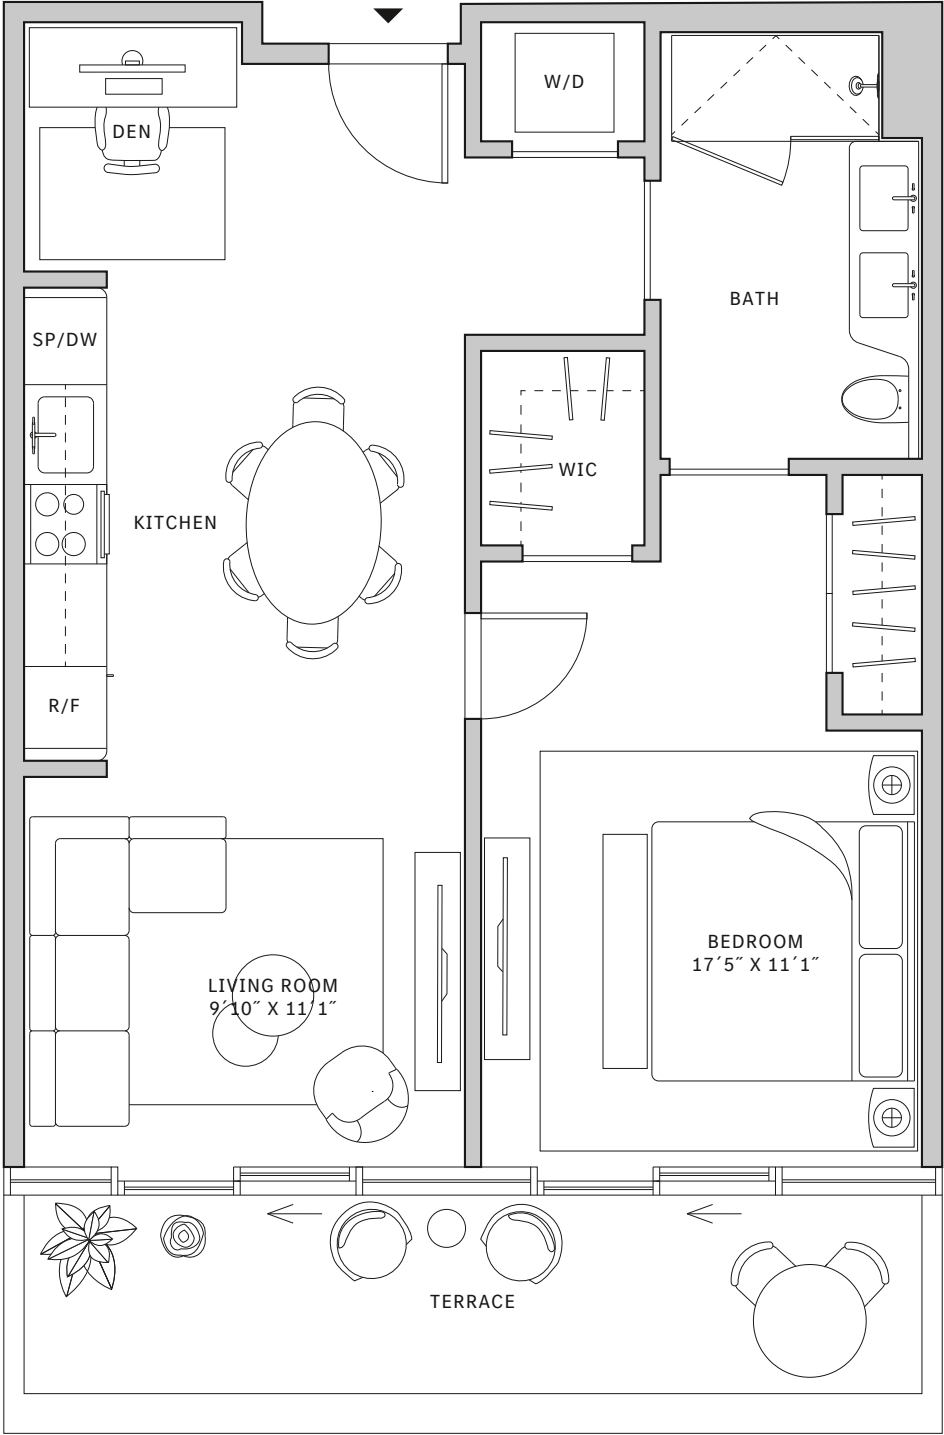 W/D
DEN
BATH
SP/DW
WIC
KITCHEN
R/F
BEDROOM
17´5˝ X 11´1˝
LIVING ROOM
9´10˝ X 11´1˝
TERRACE